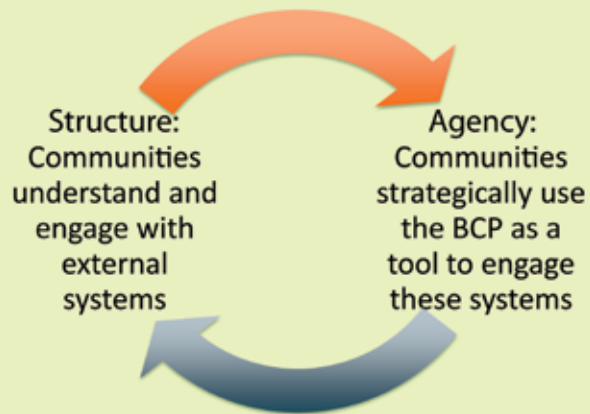 Structure:
Communities
understand and
engage with
external
systems
Agency:
Communities
strategically use
the BCP as a
tool to engage
these systems